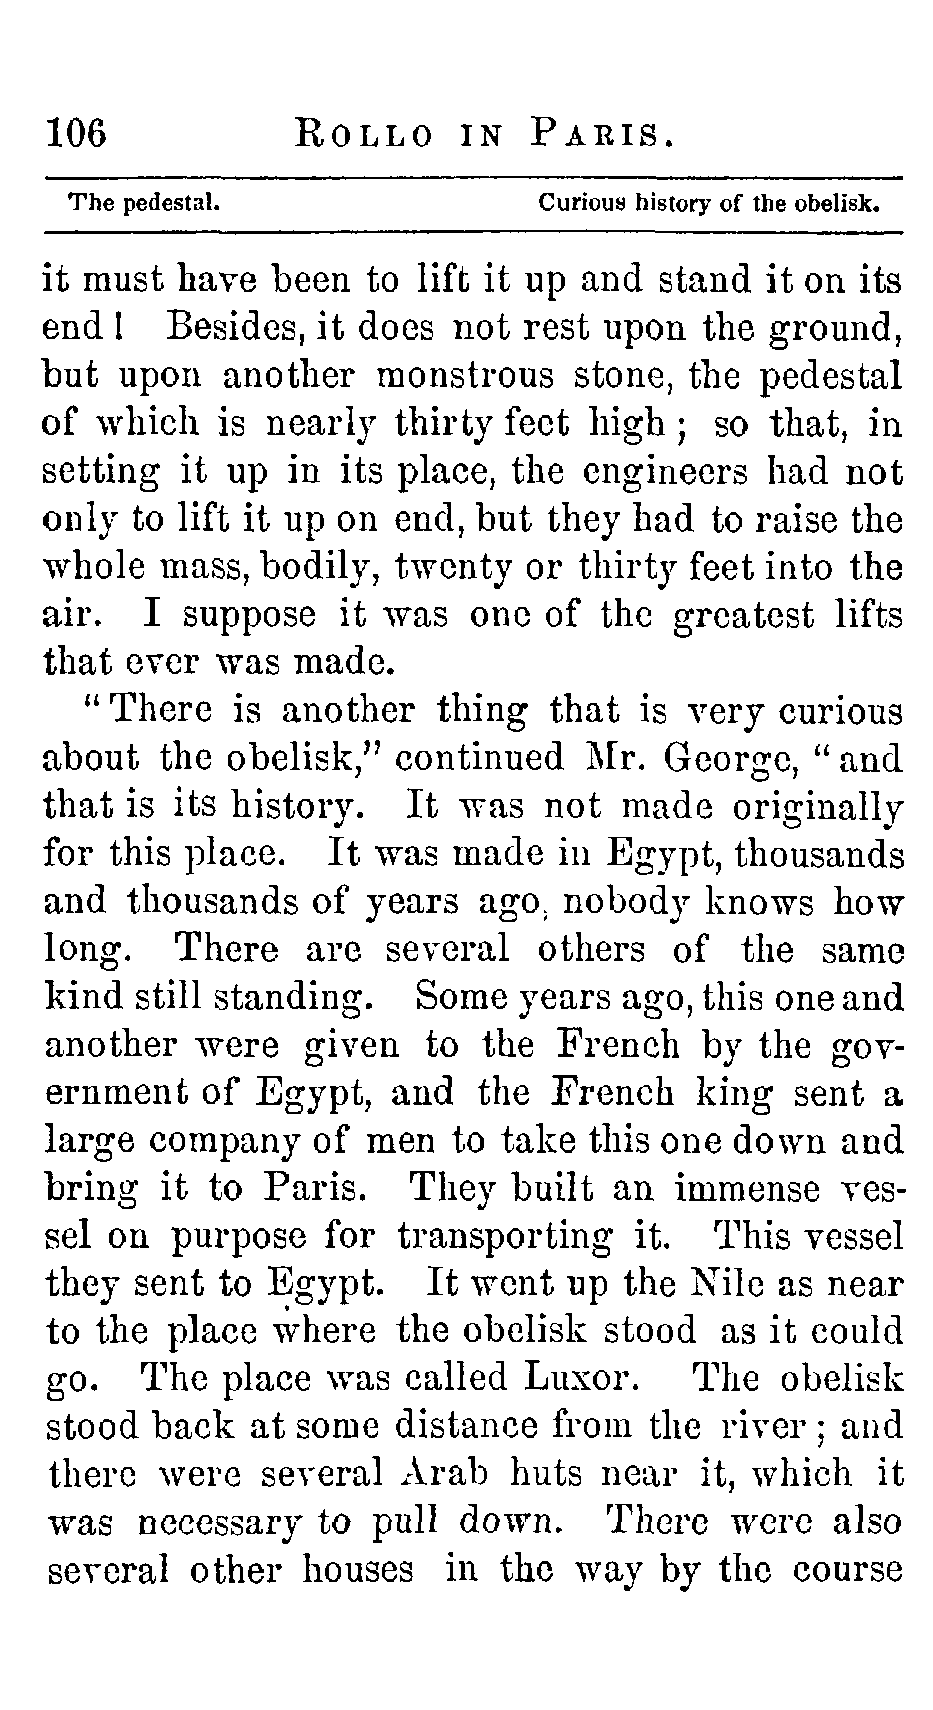 106 ROLLO IN PARIS.
The pedestal. Curious history of the obelisk.
it must have been to lift it up and stand it on its
end! Besides, it does not rest upon the ground,
but upon another monstrous stone, the pedestal
of which is nearly thirty feet high; so that, in
setting it up in its place, the engineers had not
only to lift it up on end, but they had to raise the
whole mass, bodily, twenty or thirty feet into the
air. I suppose it was one of the greatest lifts
that ever was made.
"There is another thing that is very curious
about the obelisk," continued Mr. George, "and
that is its history. It was not made originally
for this place. It was made in Egypt, thousands
and thousands of years ago, nobody knows how
long. There are several others of the same
kind still standing. Some years ago, this one and
another were given to the French by the gov-
ernment of Egypt, and the French king sent a
large company of men to take this one down and
bring it to Paris. They built an immense ves-
sel on purpose for transporting it. This vessel
they sent to Egypt. It went up the Nile as near
to the place where the obelisk stood as it could
go. The place was called Luxor. The obelisk
stood back at some distance from the river; and
there were several Arab huts near it, which it
was necessary to pull down. There were also
several other houses in the way by the course